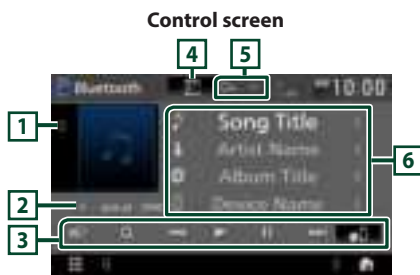 Control screen
4 5
Bluetooth 10:00
1
Song Title
Artist Name
6
Album Title
2
Device Name
3